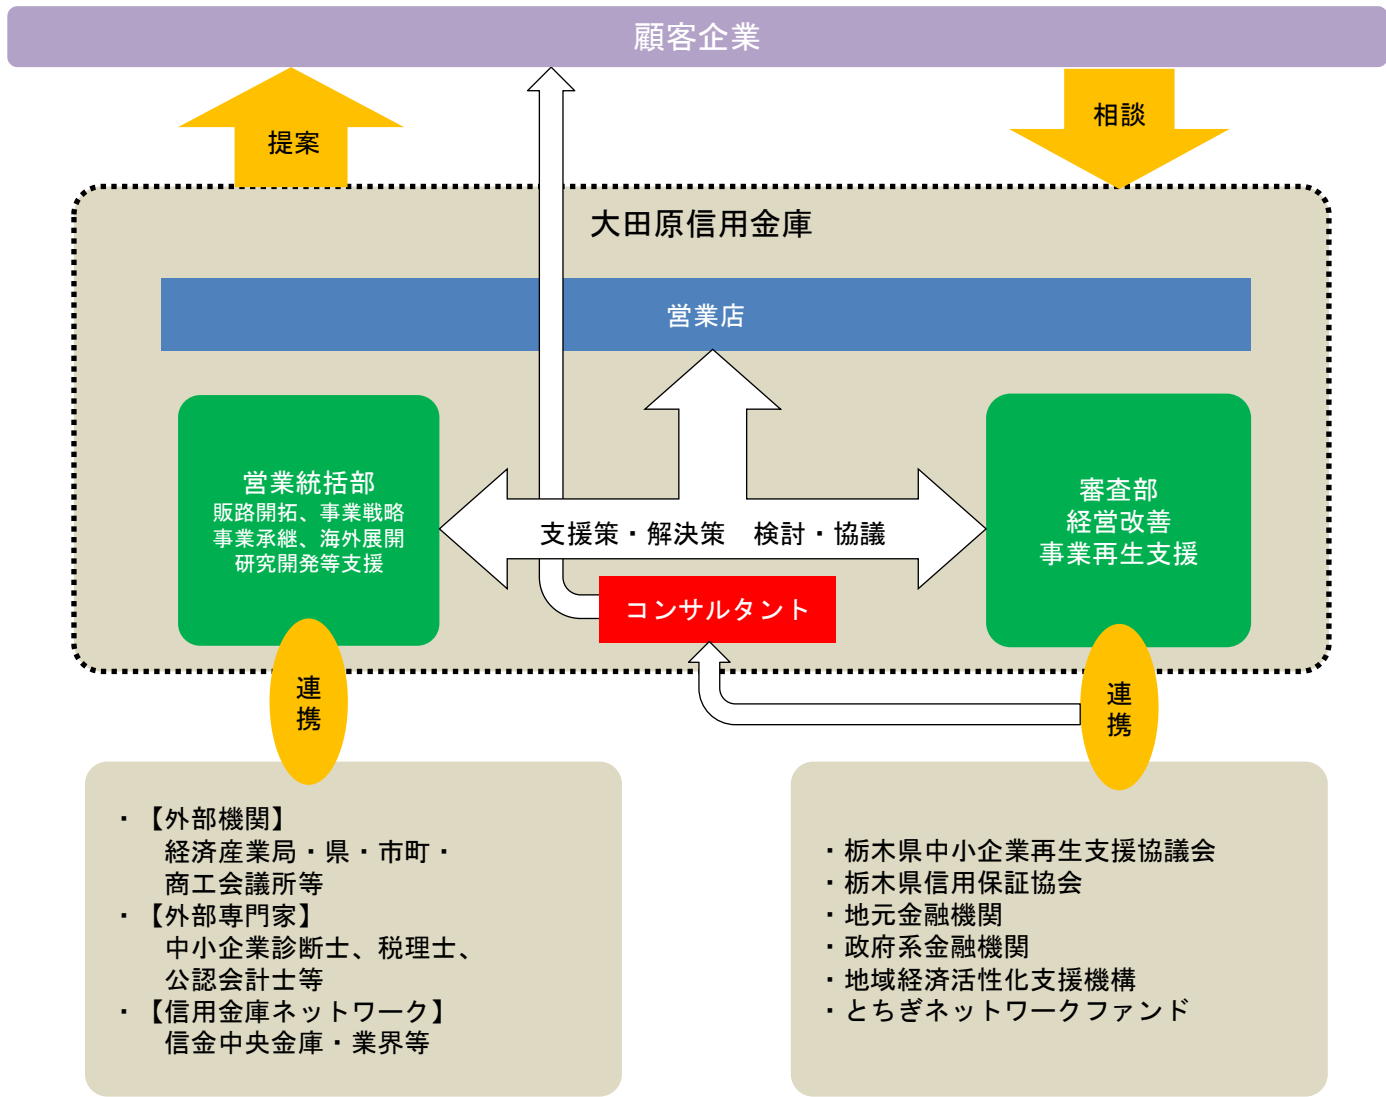 顧客企業
提案
相談
大田原信用金庫
営業店
営業統括部
販路開拓、事業戦略
事業承継、海外展開
研究開発等支援
支援策・解決策　検討・協議
審査部
経営改善
事業再生支援
コンサルタント
連
携
連
携
・【外部機関】
経済産業局・県・市町・
商工会議所等
・【外部専門家】
中小企業診断士、税理士、
公認会計士等
・【信用金庫ネットワーク】
信金中央金庫・業界等
・栃木県中小企業再生支援協議会
・栃木県信用保証協会
・地元金融機関
・政府系金融機関
・地域経済活性化支援機構
・とちぎネットワークファンド